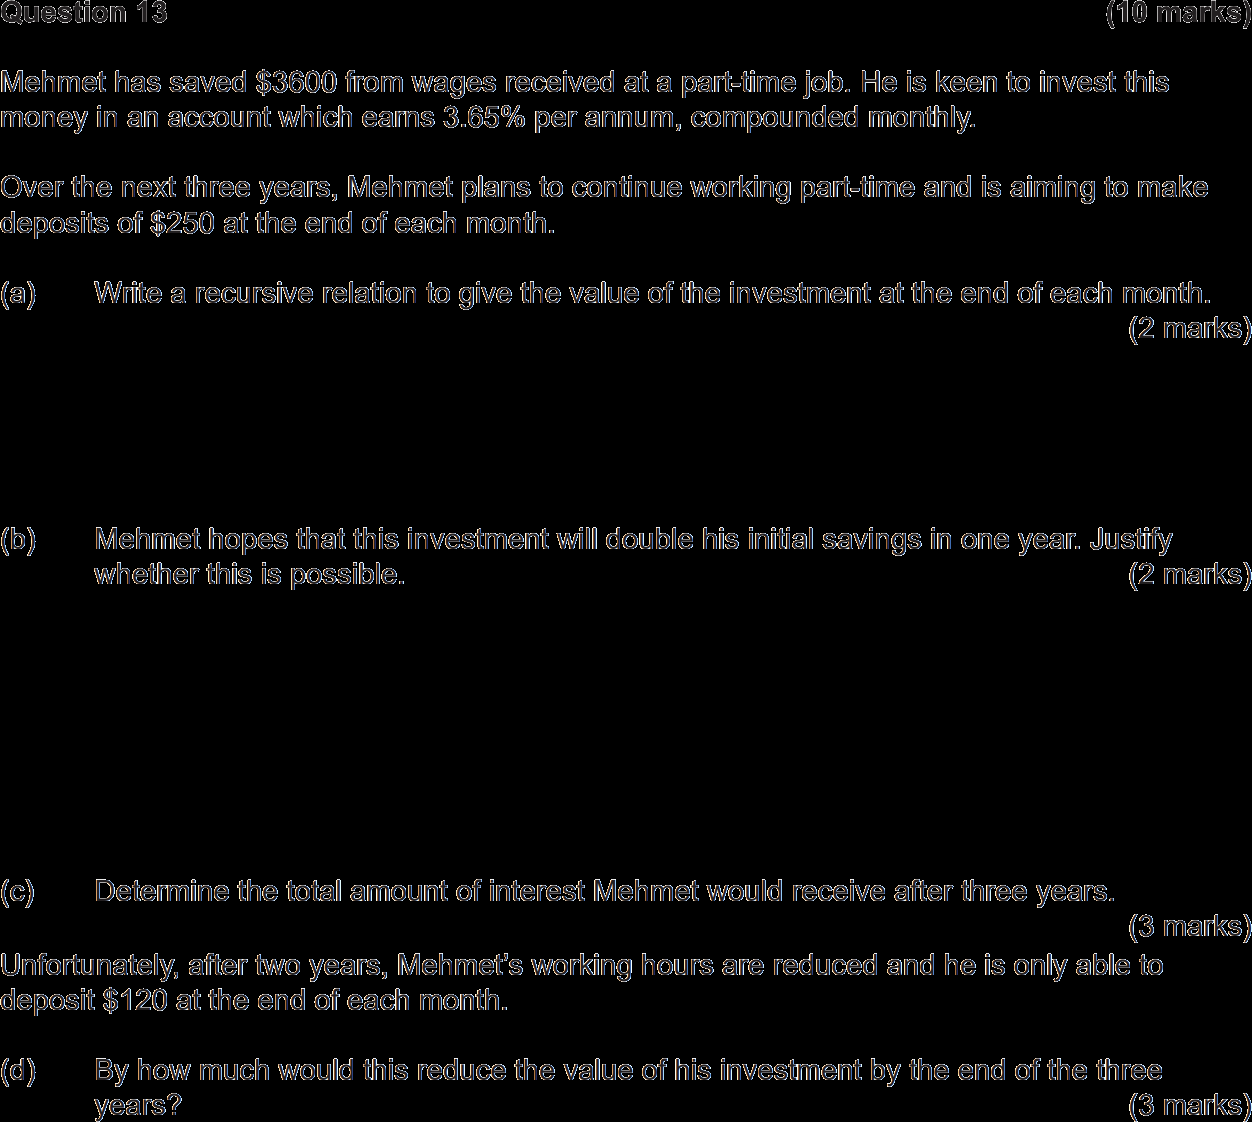 Question 13 (10 marks)
Mehmet has saved $3600 from wages received at a part-time job. He is keen to invest this
money in an account which earns 3.65% per annum, compounded monthly.
Over the next three years, Mehmet plans to continue working part-time and is aiming to make
deposits of $250 at the end of each month.
(a) Write a recursive relation to give the value of the investment at the end of each month.
(2 marks)
(b) Mehmet hopes that this investment will double his initial savings in one year. Justify
whether this is possible. (2 marks)
(c) Determine the total amount of interest Mehmet would receive after three years.
(3 marks)
Unfortunately, after two years, Mehmet's working hours are reduced and he is only able to
deposit $120 at the end of each month.
(d) By how much would this reduce the value of his investment by the end of the three
years? (3 marks)